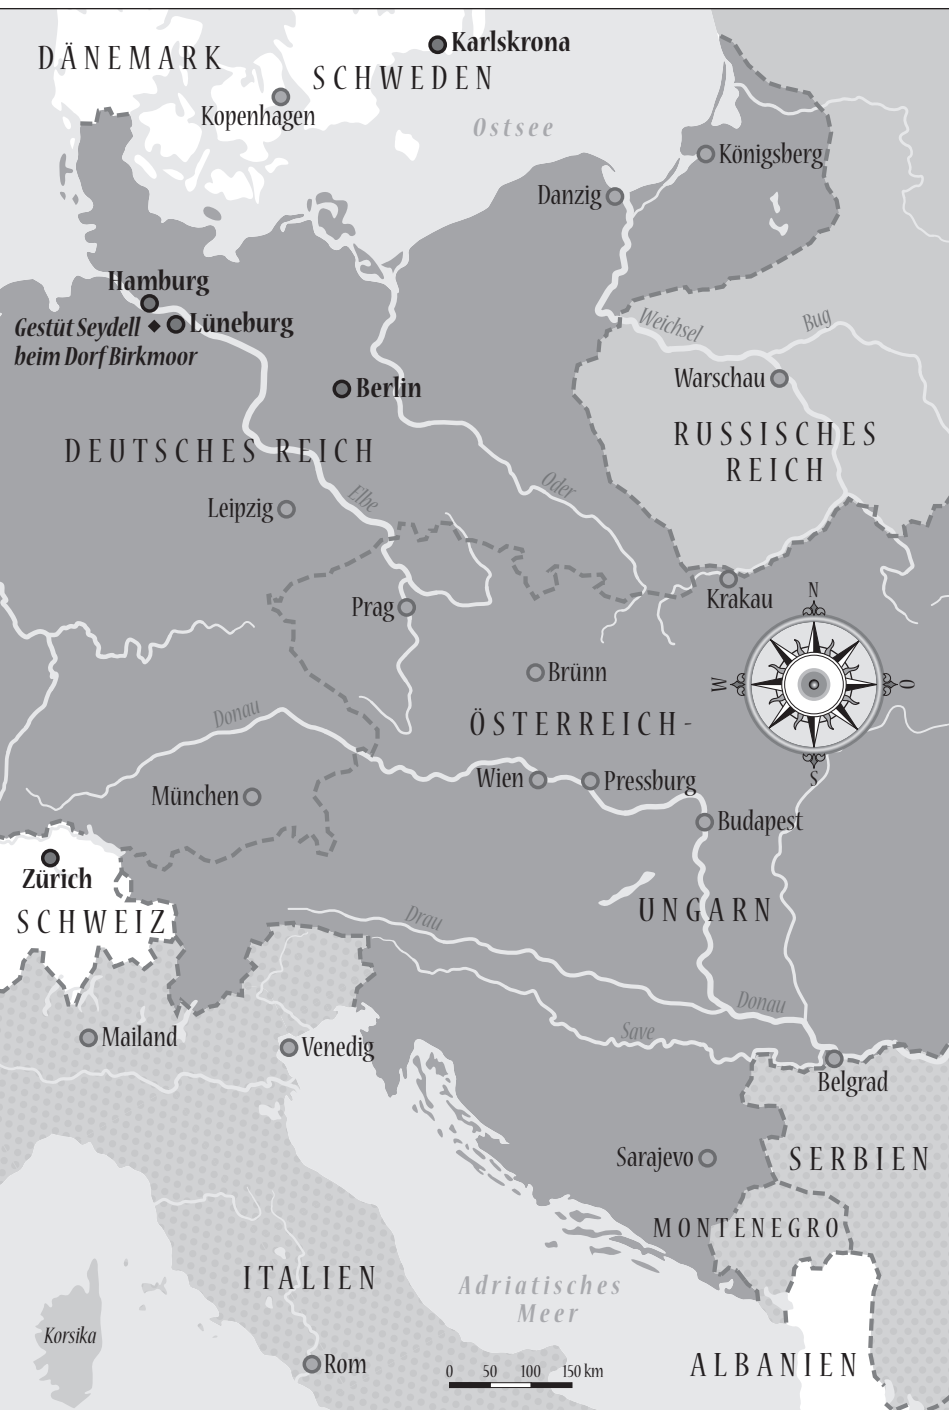 DÄNEMARK
Karlskrona
SCHWEDEN
Kopenhagen
Ostsee
Königsberg
Danzig
Hamburg
Gestüt Seydell
Lüneburg
beim Dorf Birkmoor
Weichsel
Bug
Warschau
Berlin
RUSSISCHES
REICH
DEUTSCHES REICH
Oder
Elbe
Leipzig
Krakau
Prag
N
W
O
S
Brünn
Donau
ÖSTERREICH-
Wien
Pressburg
München
Budapest
Zürich
SCHWEIZ
UNGARN
Drau
Donau
Save
Mailand
Venedig
Belgrad
Sarajevo
SERBIEN
MONTENEGRO
ITALIEN
Adriatisches
Meer
Korsika
Rom
0 50 100 150 km
ALBANIEN